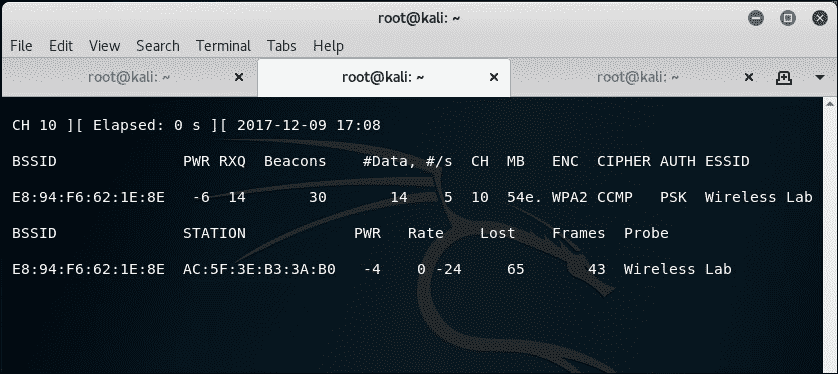 root@kali: ~
File Edit View Search Terminal Tabs Help
root@kali: ~ × root@kali: ~ × root@kali: ~ ×
CH 10 ][ Elapsed: 0 s ][ 2017-12-09 17:08
BSSID PWR RXQ Beacons #Data, #/s CH MB ENC CIPHER AUTH ESSID
E8:94:F6:62:1E:8E -6 14 30 14 5 10 54e. WPA2 CCMP PSK Wireless Lab
BSSID STATION PWR Rate Lost Frames Probe
E8:94:F6:62:1E:8E AC:5F:3E:B3:3A:B0 -4 0 -24 65 43 Wireless Lab